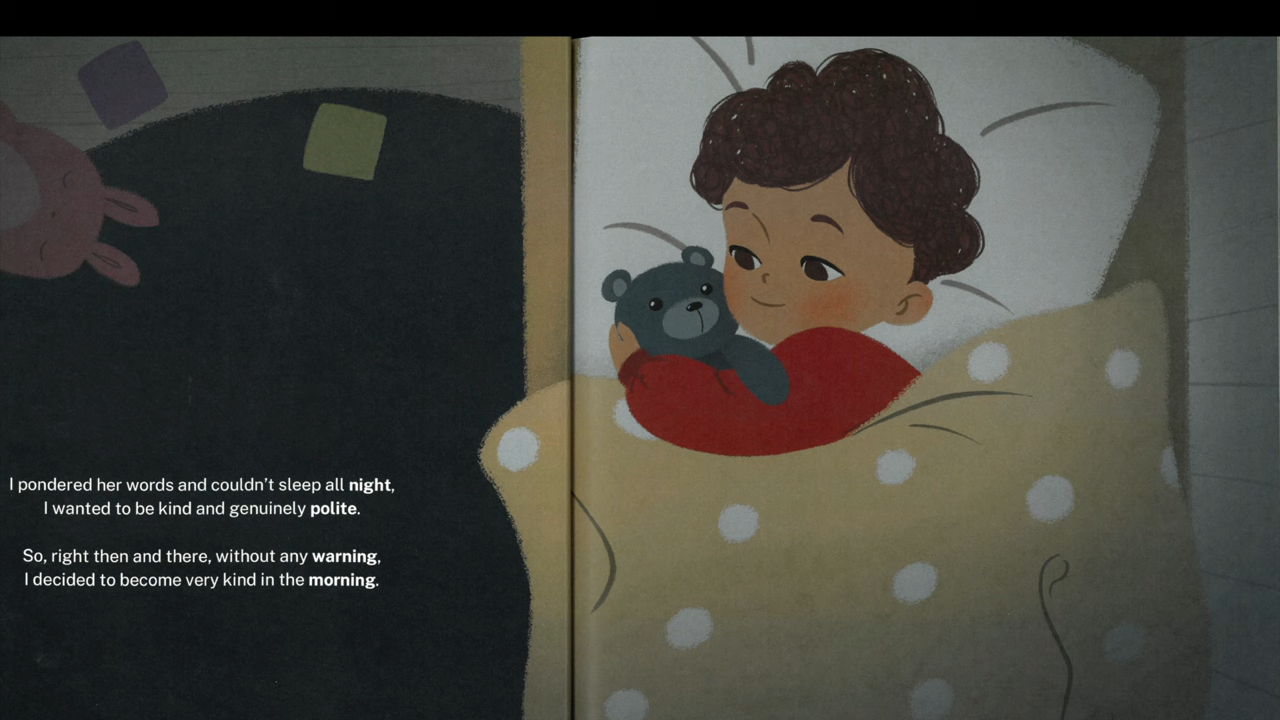 I pondered her words and couldn't sleep all night,
I wanted to be kind and genuinely polite.
So, right then and there, without any warning,
I decided to become very kind in the morning.